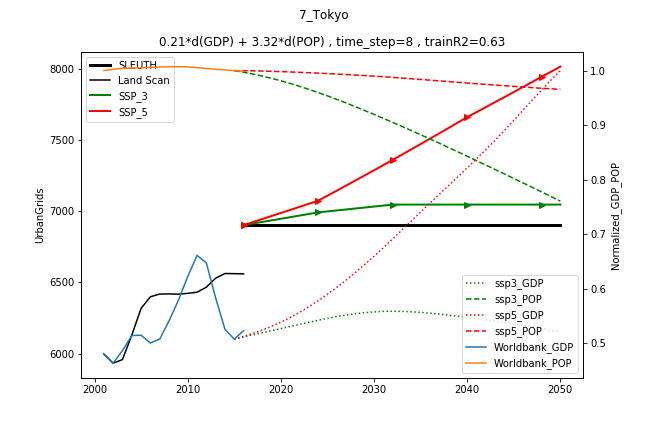 7_Tokyo
0.21*d(GDP) + 3.32*d(POP) , time_step=8 , trainR2=0.63
SLEUTH
Land Scan
SSP_3
SSP_5
8000
7500
7000
6500
6000
UrbanGrids
1.0
0.9
0.8
0.7
0.6
0.5
Normalized_GDP_POP
ssp3_GDP
ssp3_POP
ssp5_GDP
ssp5_POP
Worldbank_GDP
Worldbank_POP
2000 2010 2020 2030 2040 2050